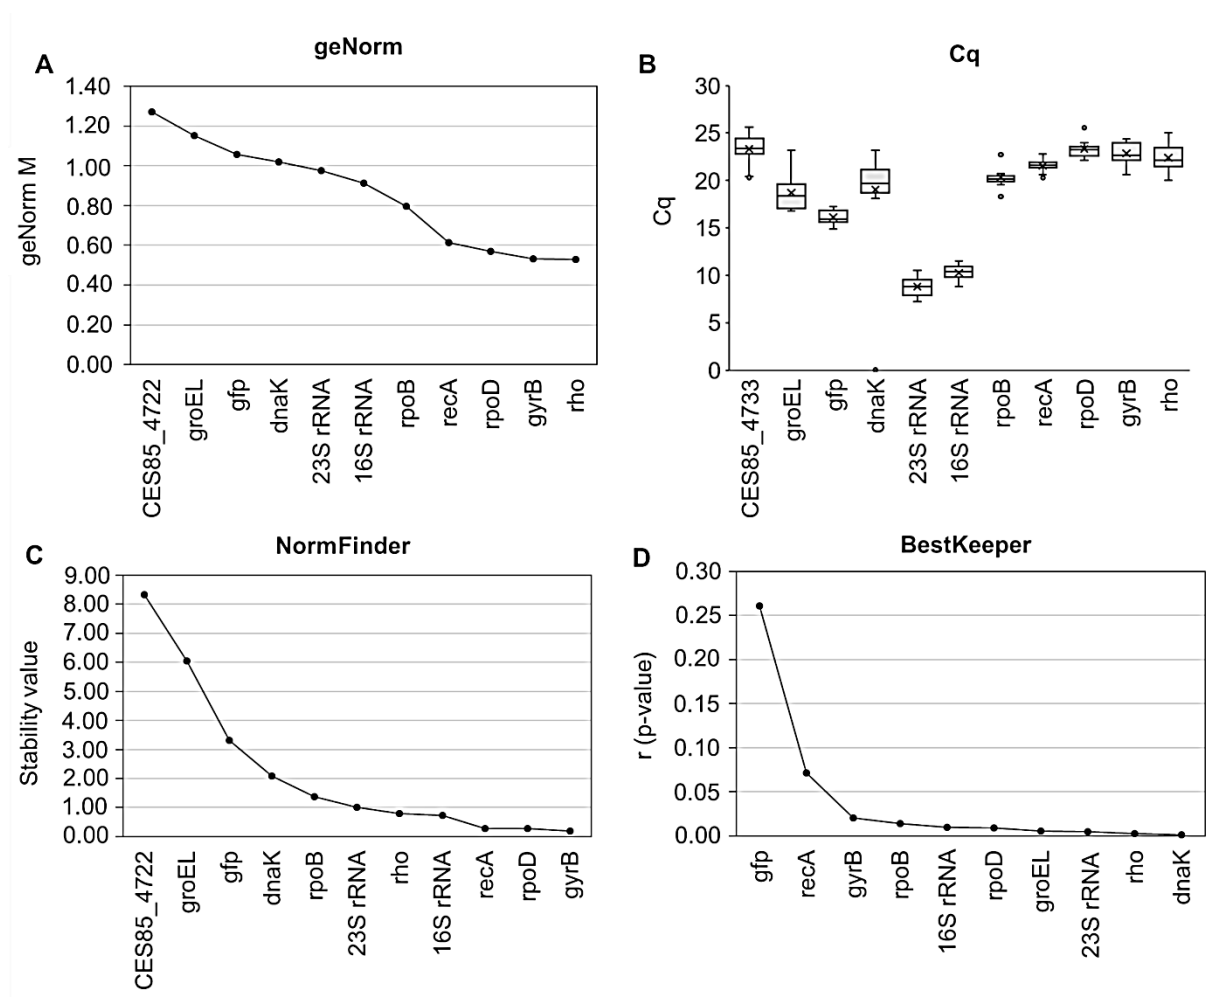 A
geNorm
geNorm M
1.40
1.20
1.00
0.80
0.60
0.40
0.20
0.00
CES85_4722
groEL
gfp
dnaK
23S rRNA
16S rRNA
rpoB
recA
rpoD
gyrB
rho
B
Cq
Cq
30
25
20
15
10
5
0
CES85_4733
groEL
gfp
dnaK
23S rRNA
16S rRNA
rpoB
recA
rpoD
gyrB
rho
C
NormFinder
Stability value
9.00
8.00
7.00
6.00
5.00
4.00
3.00
2.00
1.00
0.00
CES85_4722
groEL
gfp
dnaK
rpoB
23S rRNA
rho
16S rRNA
recA
rpoD
gyrB
D
BestKeeper
r (p-value)
0.30
0.25
0.20
0.15
0.10
0.05
0.00
gfp
recA
gyrB
rpoB
16S rRNA
rpoD
groEL
23S rRNA
rho
dnaK